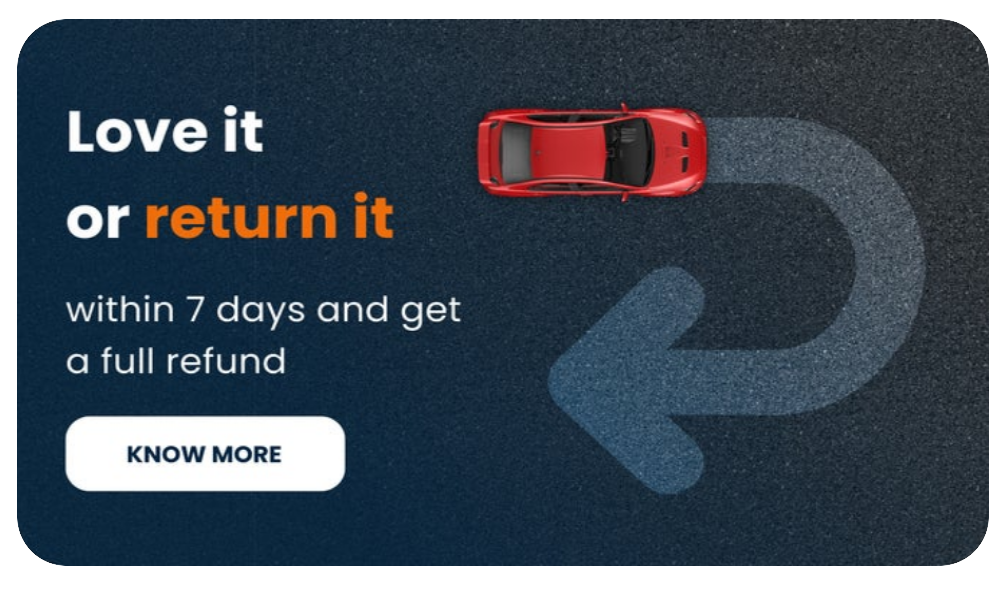 Love it
or return it
within 7 days and get
a full refund
KNOW MORE